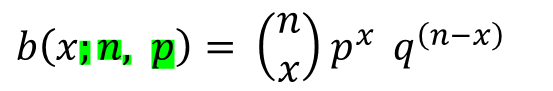 b(x;n, p) = (n x) p^x q^(n−x)